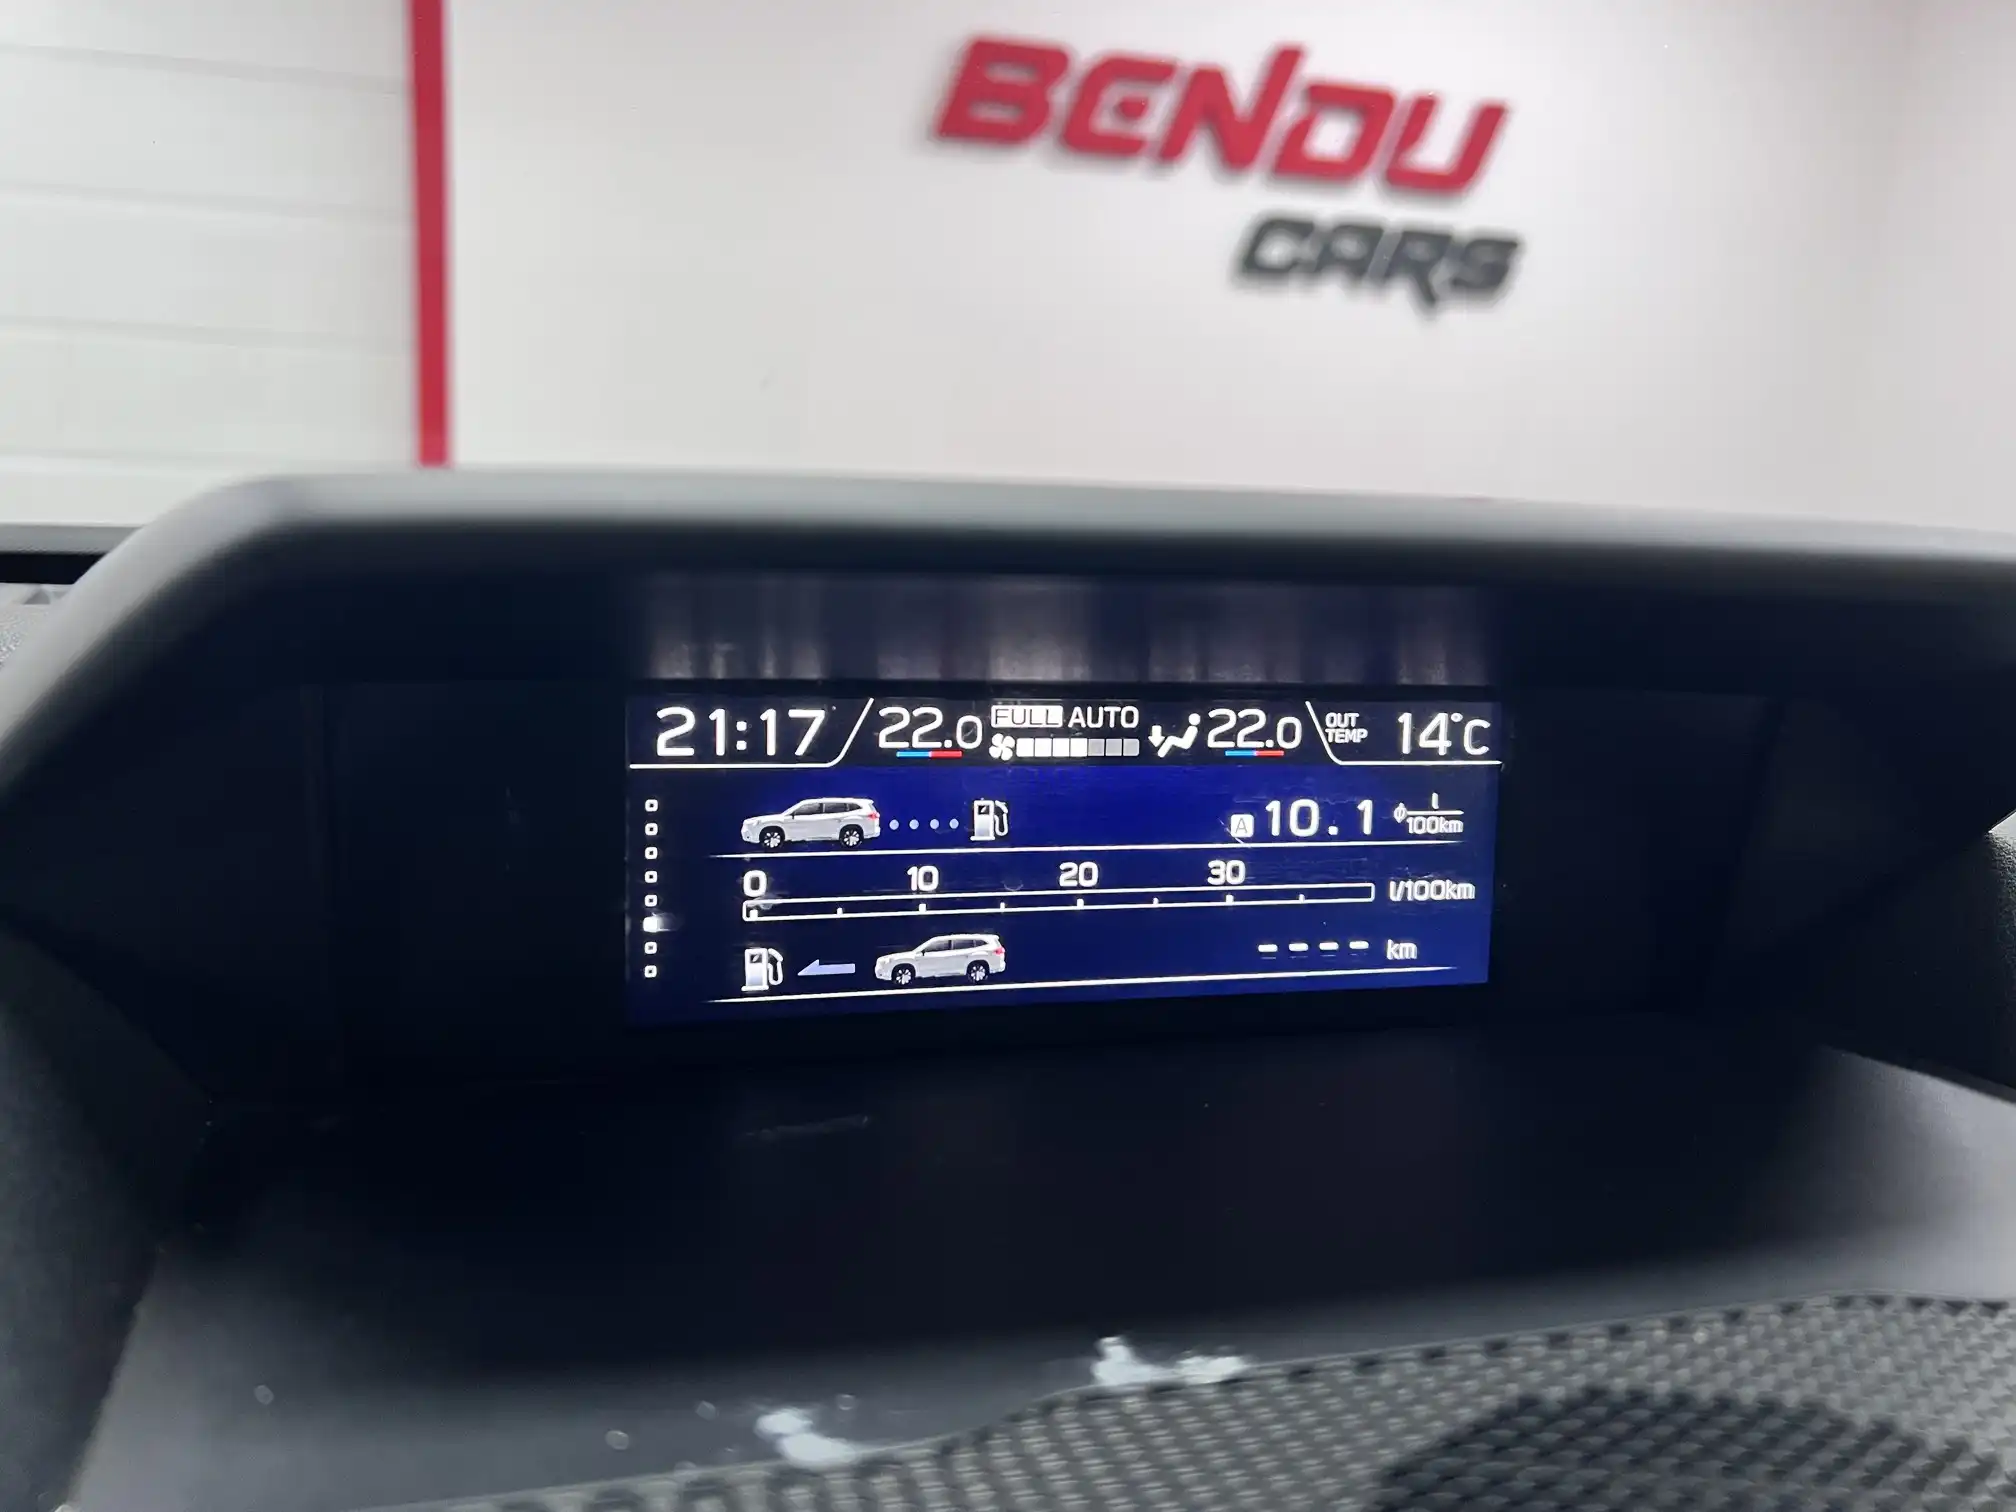 BENDU
CARS
21:17 22.0 FULL AUTO 22.0 OUT TEMP 14°C
A 10.1 l/100km
0 10 20 30 l/100km
---- km